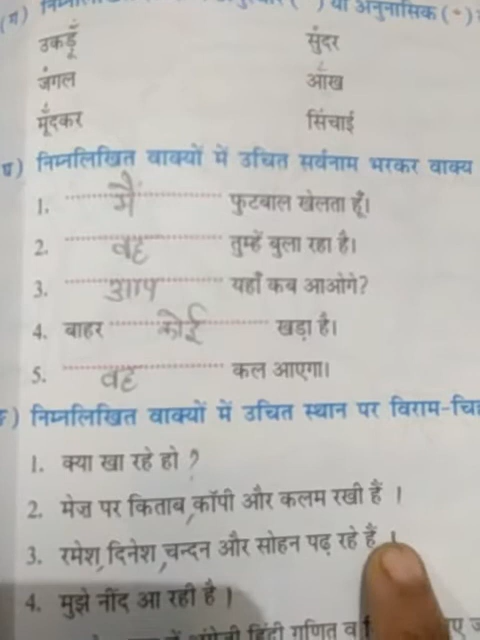 (ग) अनुनासिक (ँ)
उकड़ूँ सुंदर
जंगल आँख
मूँदकर सिंचाई
घ) निम्नलिखित वाक्यों में उचित सर्वनाम भरकर वाक्य
1. मैं फुटबाल खेलता हूँ।
2. वह तुम्हें बुला रहा है।
3. आप यहाँ कब आओगे?
4. बाहर कोई खड़ा है।
5. वह कल आएगा।
ङ) निम्नलिखित वाक्यों में उचित स्थान पर
1. क्या खा रहे हो ?
2. मेज़ पर किताब, कॉपी और कलम रखी हैं ।
3. रमेश, दिनेश, चन्दन और सोहन पढ़ रहे हैं ।
4. मुझे नींद आ रही है ।
हिंदी गणित व